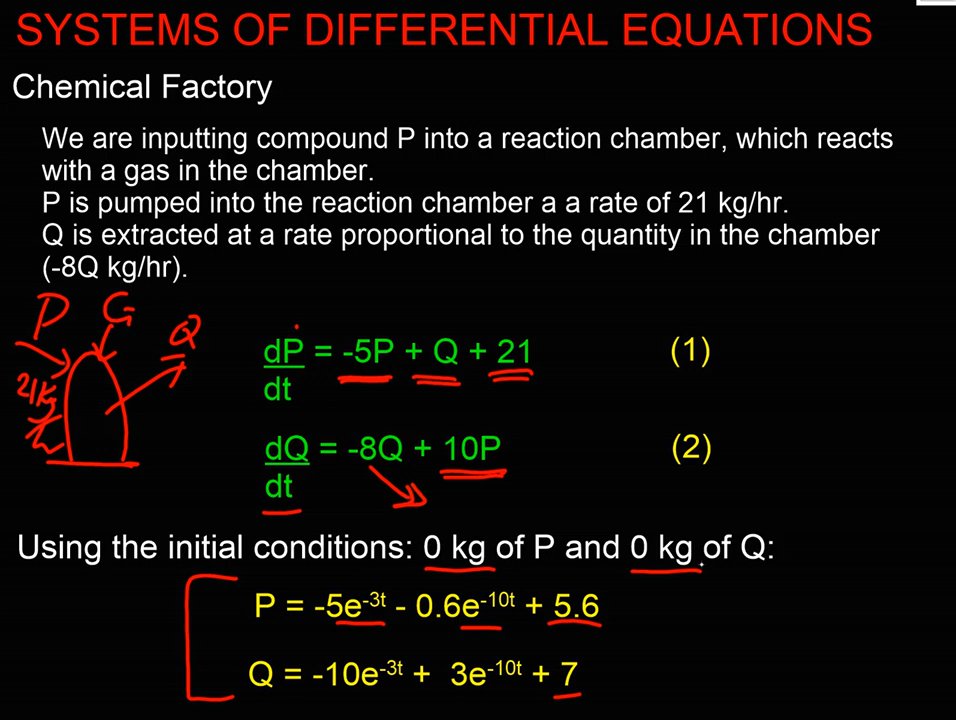 SYSTEMS OF DIFFERENTIAL EQUATIONS
Chemical Factory
We are inputting compound P into a reaction chamber, which reacts
with a gas in the chamber.
P is pumped into the reaction chamber a a rate of 21 kg/hr.
Q is extracted at a rate proportional to the quantity in the chamber
(-8Q kg/hr).
P G Q
21kg
dP = -5P + Q + 21 (1)
dt
dQ = -8Q + 10P (2)
dt
Using the initial conditions: 0 kg of P and 0 kg of Q:
P = -5e⁻³ᵗ - 0.6e⁻¹⁰ᵗ + 5.6
Q = -10e⁻³ᵗ + 3e⁻¹⁰ᵗ + 7